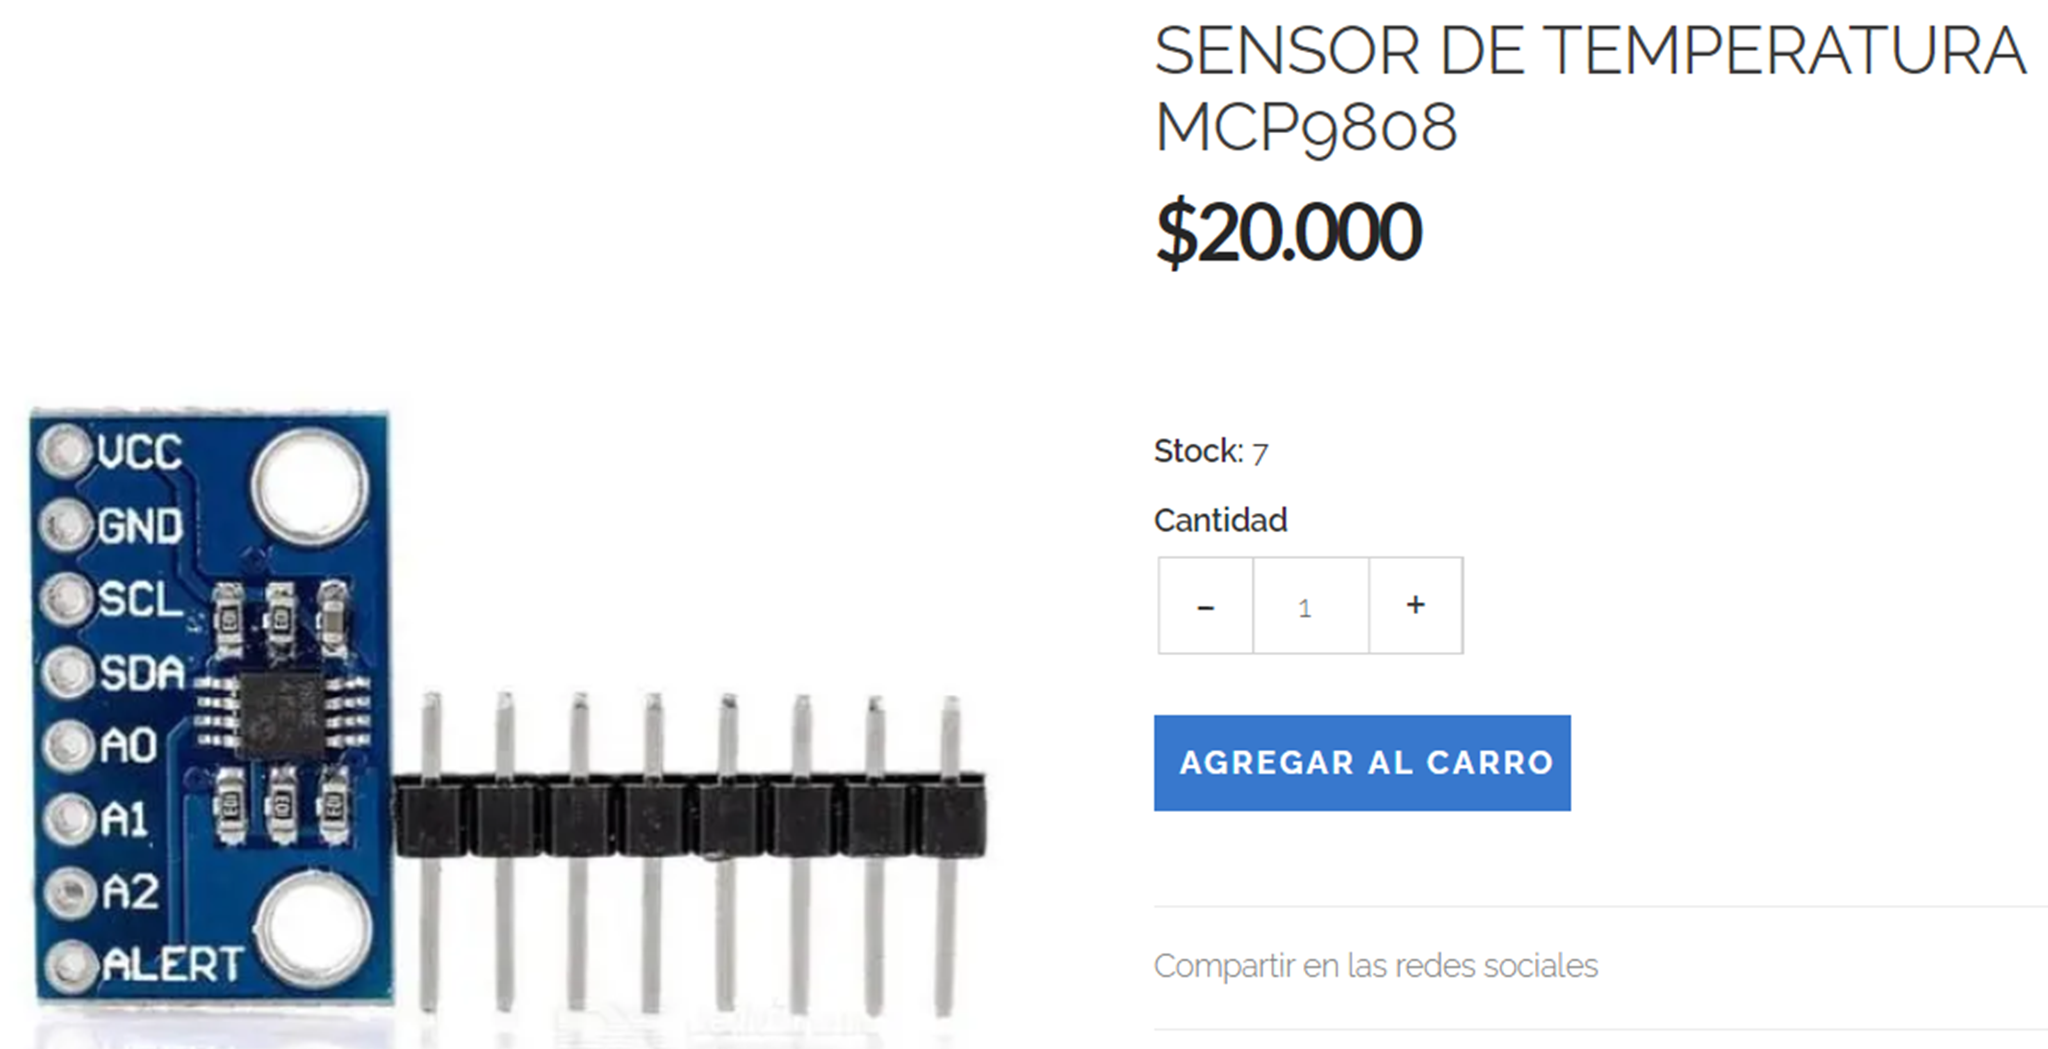 SENSOR DE TEMPERATURA
MCP9808
$20.000
Stock: 7
Cantidad
- 1 +
AGREGAR AL CARRO
Compartir en las redes sociales
VCC
GND
SCL
SDA
A0
A1
A2
ALERT